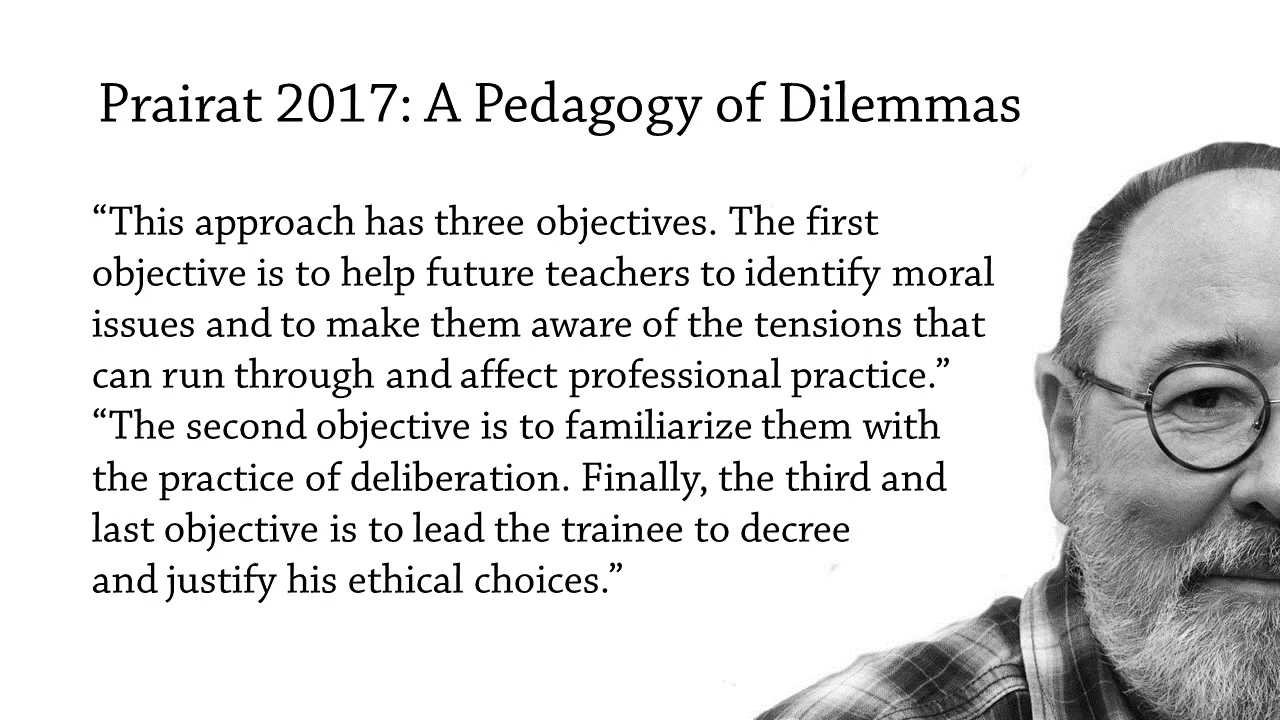 Prairat 2017: A Pedagogy of Dilemmas
“This approach has three objectives. The first
objective is to help future teachers to identify moral
issues and to make them aware of the tensions that
can run through and affect professional practice.”
“The second objective is to familiarize them with
the practice of deliberation. Finally, the third and
last objective is to lead the trainee to decree
and justify his ethical choices.”